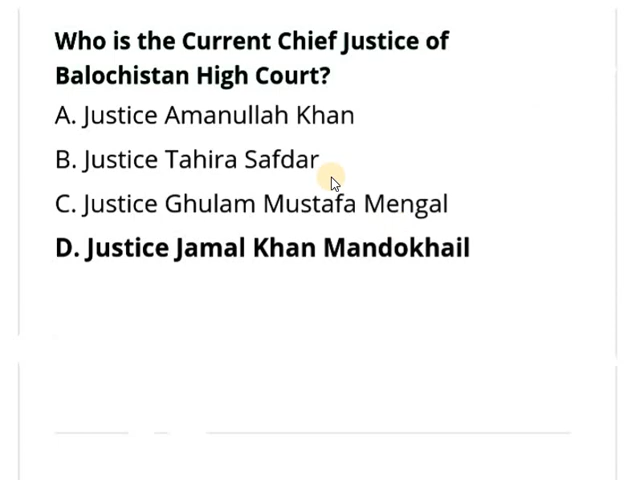 Who is the Current Chief Justice of
Balochistan High Court?
A. Justice Amanullah Khan
B. Justice Tahira Safdar
C. Justice Ghulam Mustafa Mengal
D. Justice Jamal Khan Mandokhail